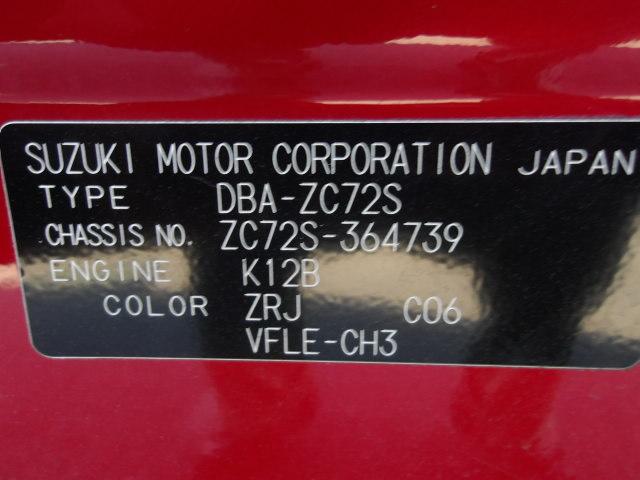 SUZUKI MOTOR CORPORATION JAPAN
TYPE DBA-ZC72S
CHASSIS NO. ZC72S-364739
ENGINE K12B
COLOR ZRJ C06
VFLE-CH3